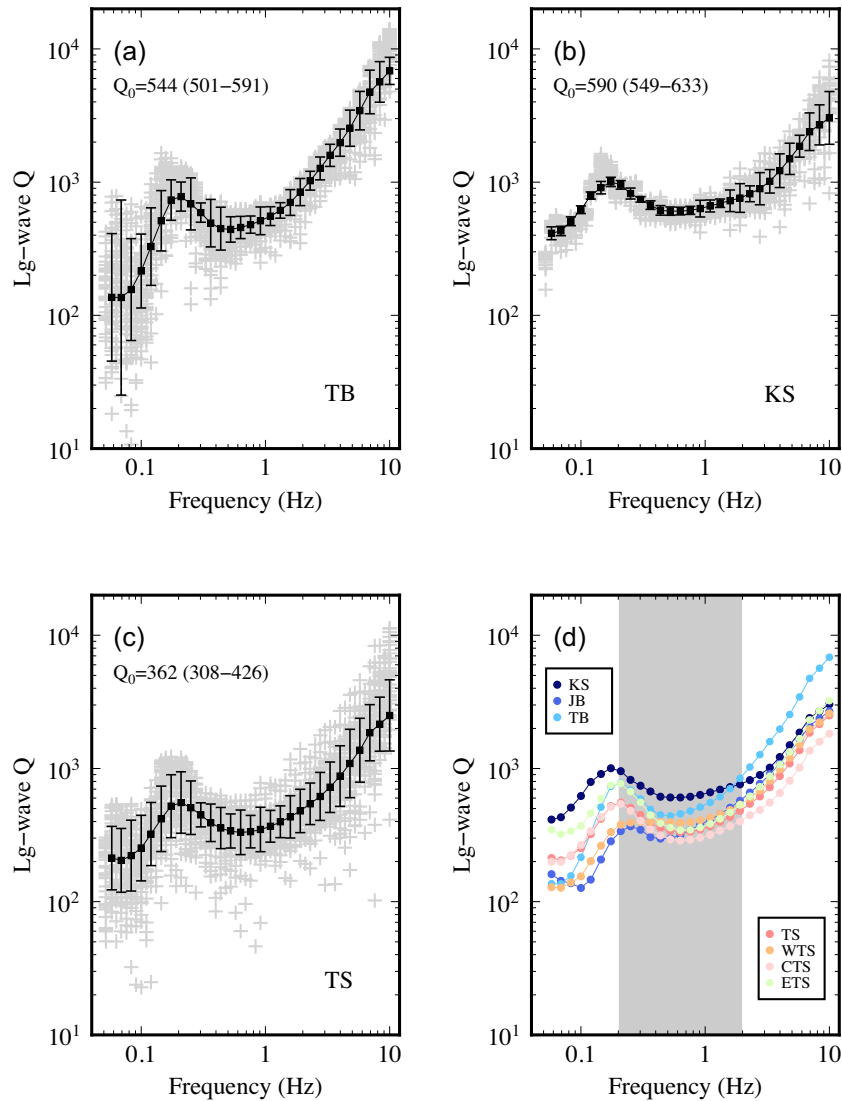 (a)
Q0=544 (501−591)
TB
10^4
10^3
10^2
10^1
Lg−wave Q
0.1 1 10
Frequency (Hz)
(b)
Q0=590 (549−633)
KS
10^4
10^3
10^2
10^1
Lg−wave Q
0.1 1 10
Frequency (Hz)
(c)
Q0=362 (308−426)
TS
10^4
10^3
10^2
10^1
Lg−wave Q
0.1 1 10
Frequency (Hz)
(d)
KS
JB
TB
TS
WTS
CTS
ETS
10^4
10^3
10^2
10^1
Lg−wave Q
0.1 1 10
Frequency (Hz)